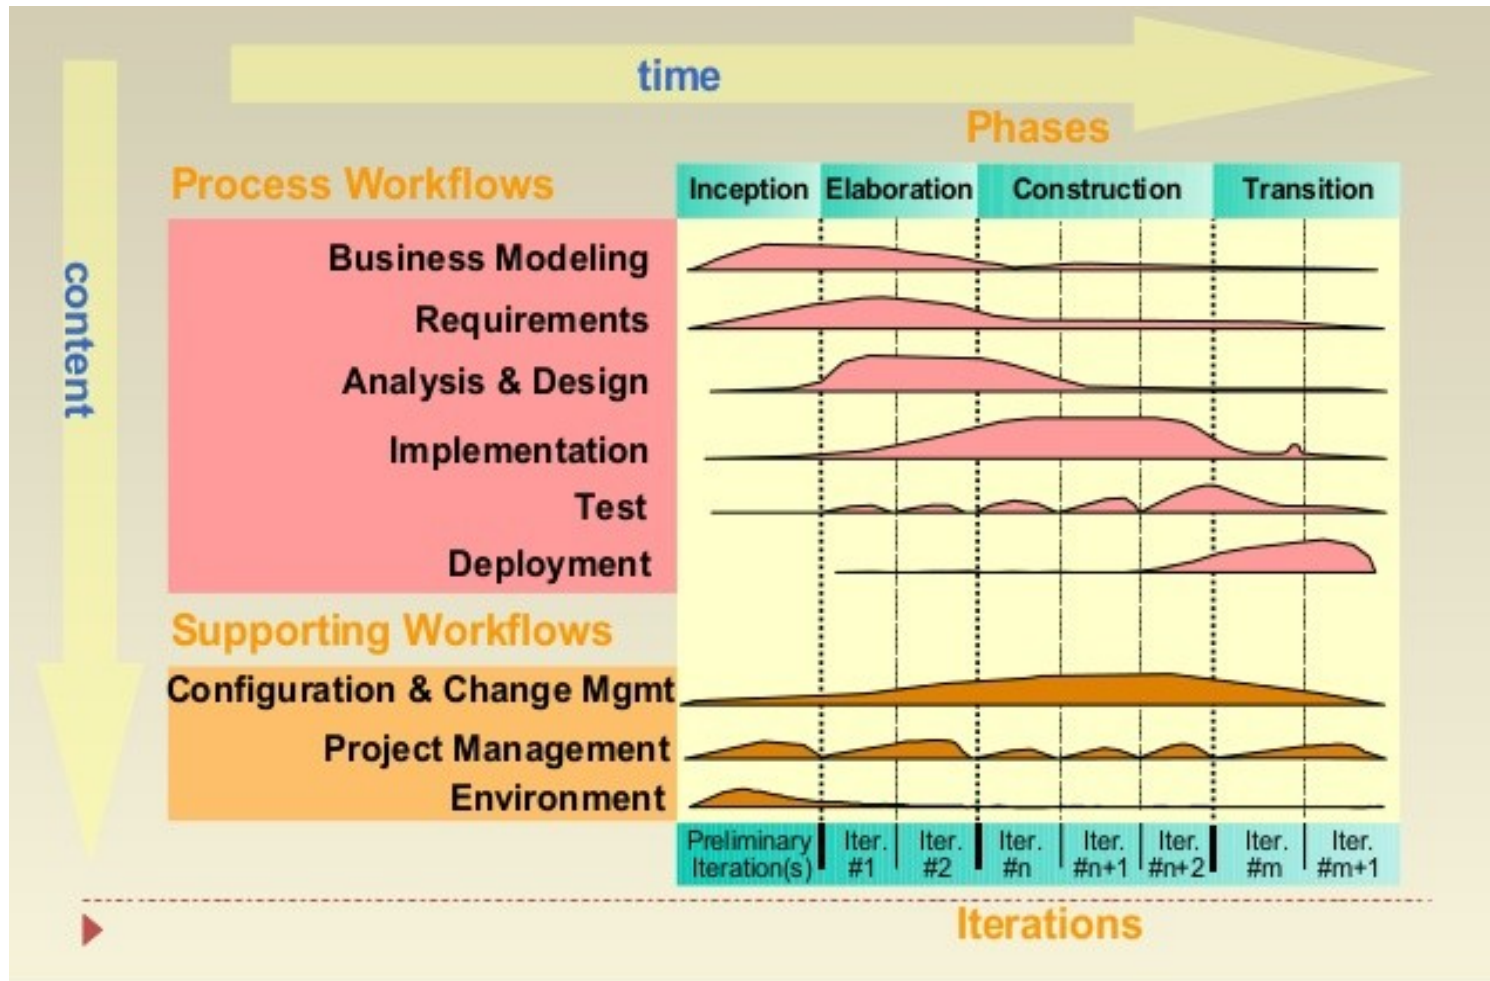 time
content
Phases
Process Workflows
Inception Elaboration Construction Transition
Business Modeling
Requirements
Analysis & Design
Implementation
Test
Deployment
Supporting Workflows
Configuration & Change Mgmt
Project Management
Environment
Preliminary Iteration(s)
Iter. #1
Iter. #2
Iter. #n
Iter. #n+1
Iter. #n+2
Iter. #m
Iter. #m+1
Iterations